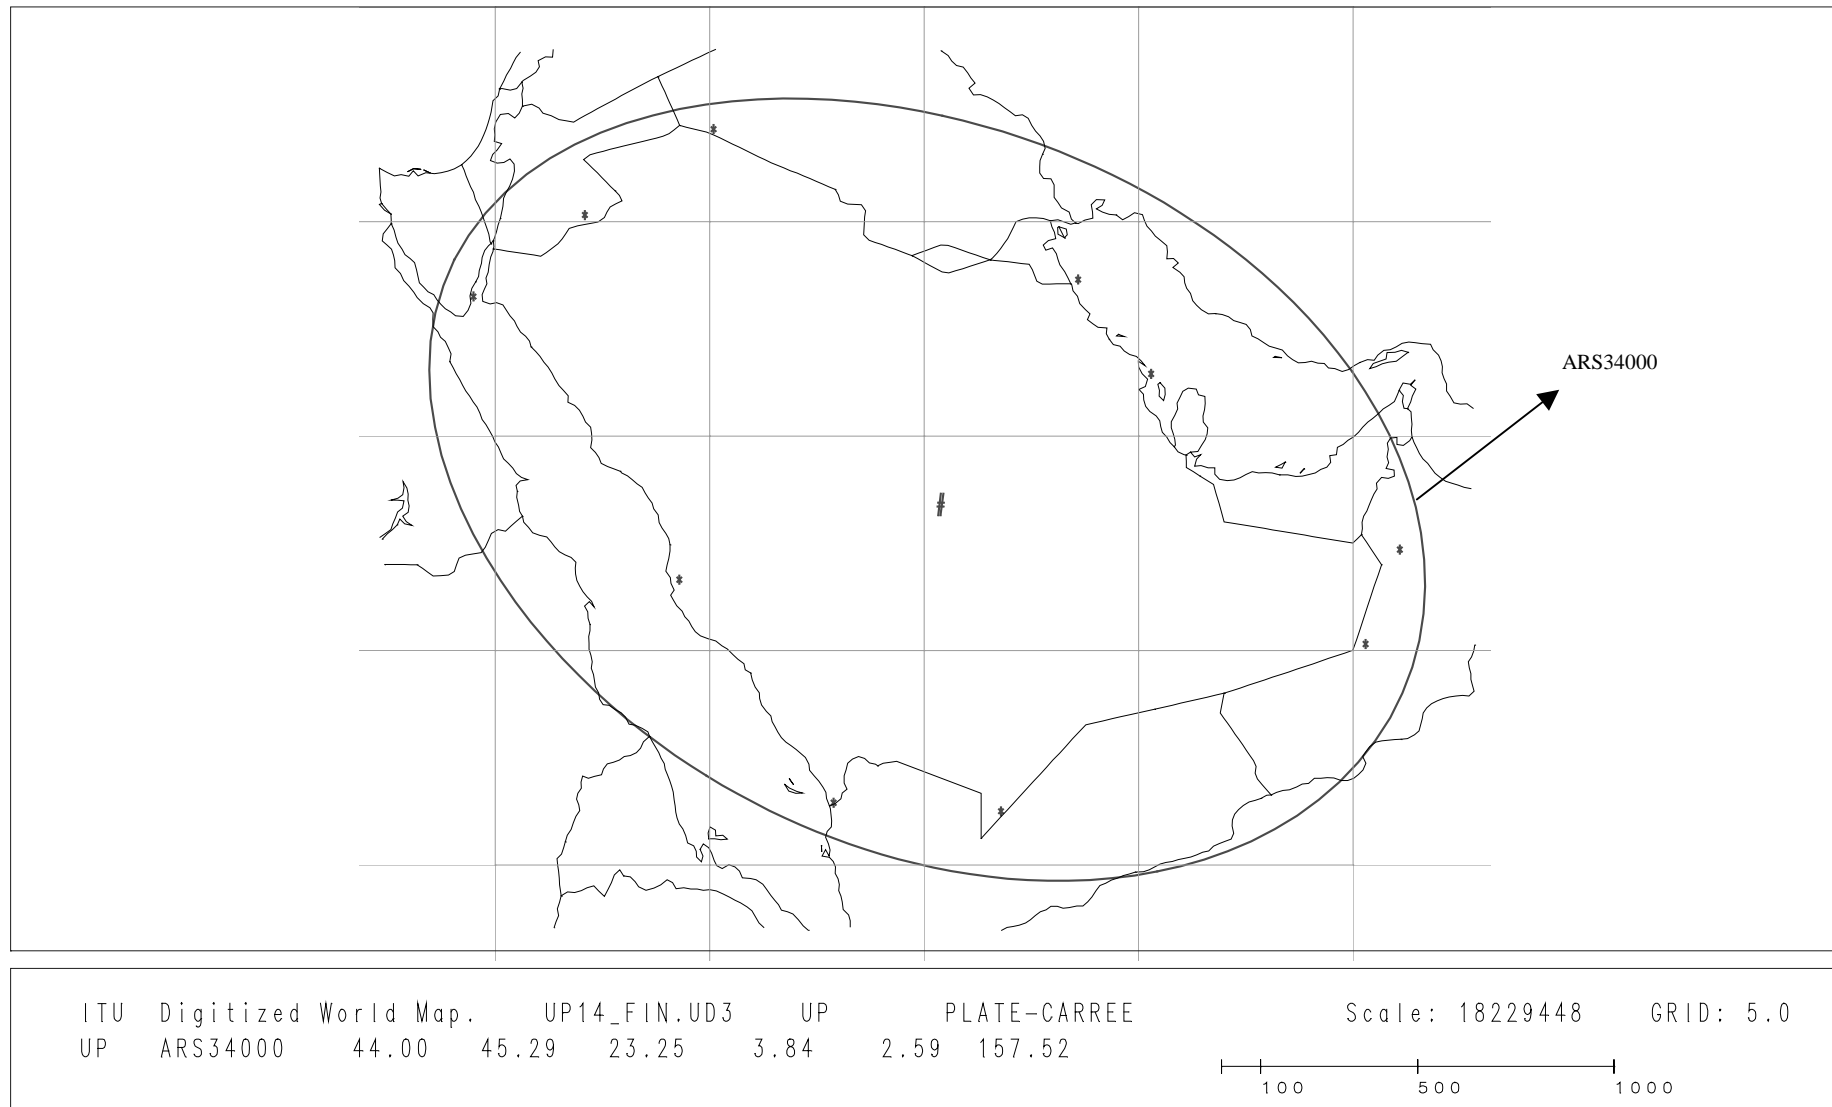 ARS34000
ITU Digitized World Map. UP14_FIN.UD3 UP PLATE-CARREE Scale: 18229448 GRID: 5.0
UP ARS34000 44.00 45.29 23.25 3.84 2.59 157.52
100 500 1000